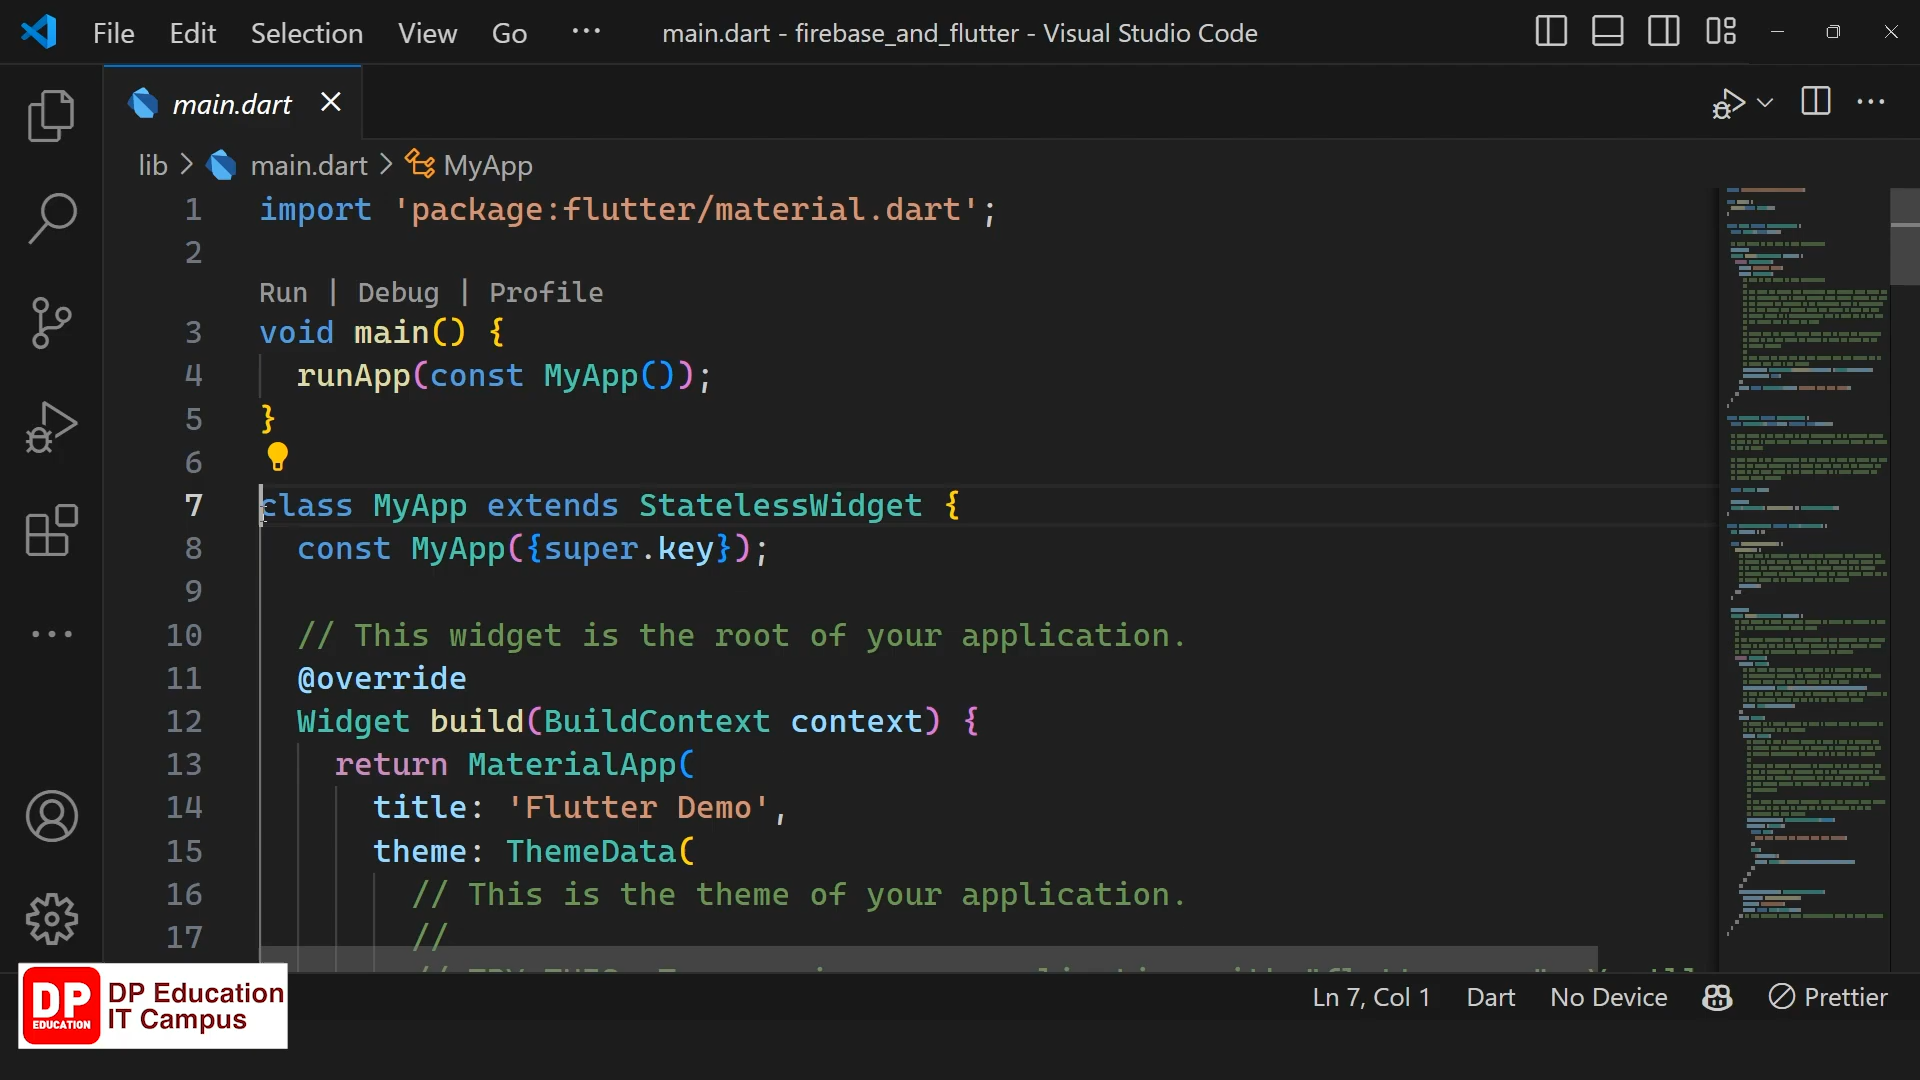 File Edit Selection View Go ··· main.dart - firebase_and_flutter - Visual Studio Code
main.dart
lib > main.dart > MyApp
1 import 'package:flutter/material.dart';
2
Run | Debug | Profile
3 void main() {
4 runApp(const MyApp());
5 }
6
7 class MyApp extends StatelessWidget {
8 const MyApp({super.key});
9
10 // This widget is the root of your application.
11 @override
12 Widget build(BuildContext context) {
13 return MaterialApp(
14 title: 'Flutter Demo',
15 theme: ThemeData(
16 // This is the theme of your application.
17 //
Ln 7, Col 1 Dart No Device Prettier
DP EDUCATION
DP Education
IT Campus